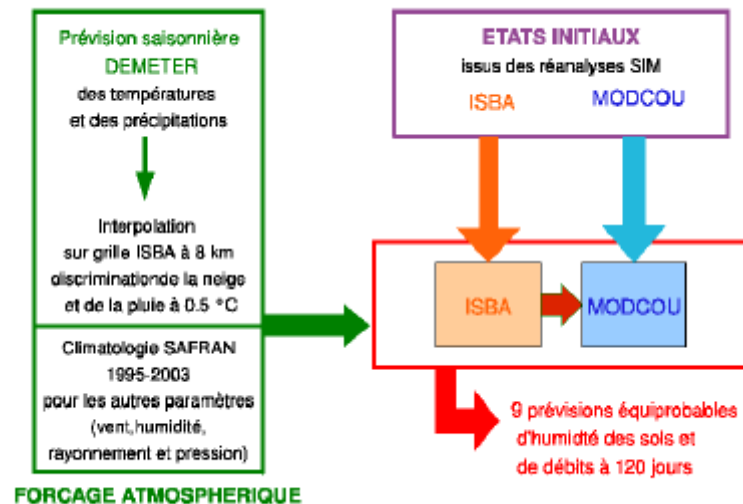 Prévision saisonnière
DEMETER
des températures
et des précipitations
Interpolation
sur grille ISBA à 8 km
discriminationde la neige
et de la pluie à 0.5 °C
Climatologie SAFRAN
1995-2003
pour les autres paramètres
(vent,humidité,
rayonnement et pression)
FORCAGE ATMOSPHERIQUE
ETATS INITIAUX
issus des réanalyses SIM
ISBA MODCOU
ISBA MODCOU
9 prévisions équiprobables
d'humidté des sols et
de débits à 120 jours